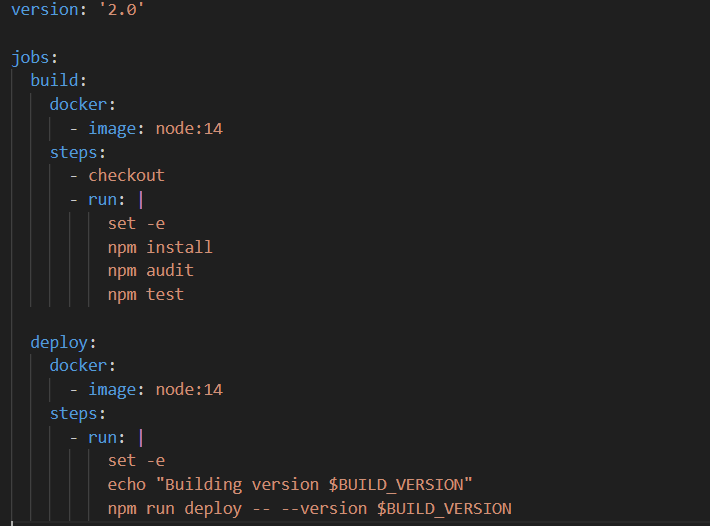 version: '2.0'
jobs:
build:
docker:
- image: node:14
steps:
- checkout
- run: |
set -e
npm install
npm audit
npm test
deploy:
docker:
- image: node:14
steps:
- run: |
set -e
echo "Building version $BUILD_VERSION"
npm run deploy -- --version $BUILD_VERSION